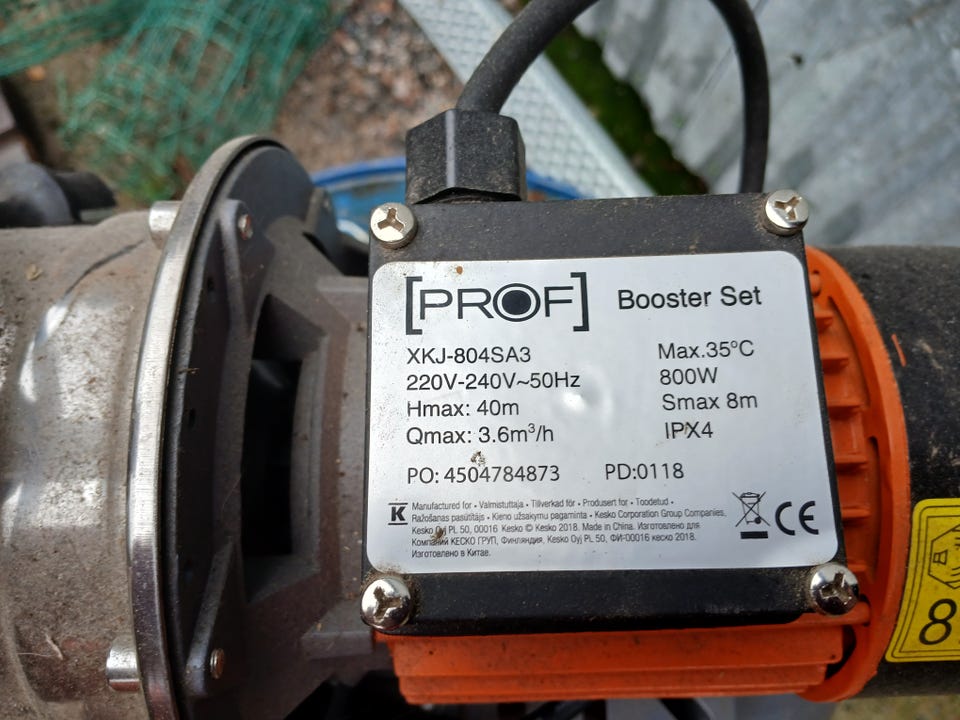 [PROF] Booster Set
XKJ-804SA3 Max.35°C
220V-240V~50Hz 800W
Hmax: 40m Smax 8m
Qmax: 3.6m³/h IPX4
PO: 4504784873 PD:0118
K Manufactured for • Valmistuttaja • Tillverkad för • Produsert for • Toodetud •
Ražošanas pasūtītājs • Kieno užsakymu pagaminta • Kesko Corporation Group Companies,
Kesko Oyj PL 50, 00016 Kesko © Kesko 2018. Made in China. Изготовлено для
Компаний КЕСКО ГРУП, Финляндия. Kesko Oyj PL 50, ФИ-00016 кеско 2018.
Изготовлено в Китае.
CE
8